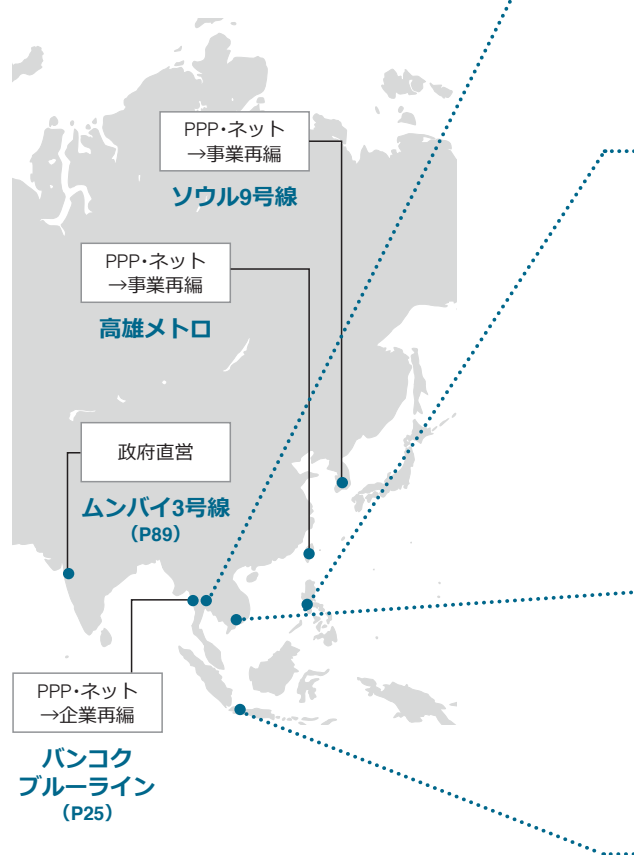 PPP・ネット
→事業再編
ソウル9号線
PPP・ネット
→事業再編
高雄メトロ
政府直営
ムンバイ3号線
（P89）
PPP・ネット
→企業再編
バンコク
ブルーライン
（P25）